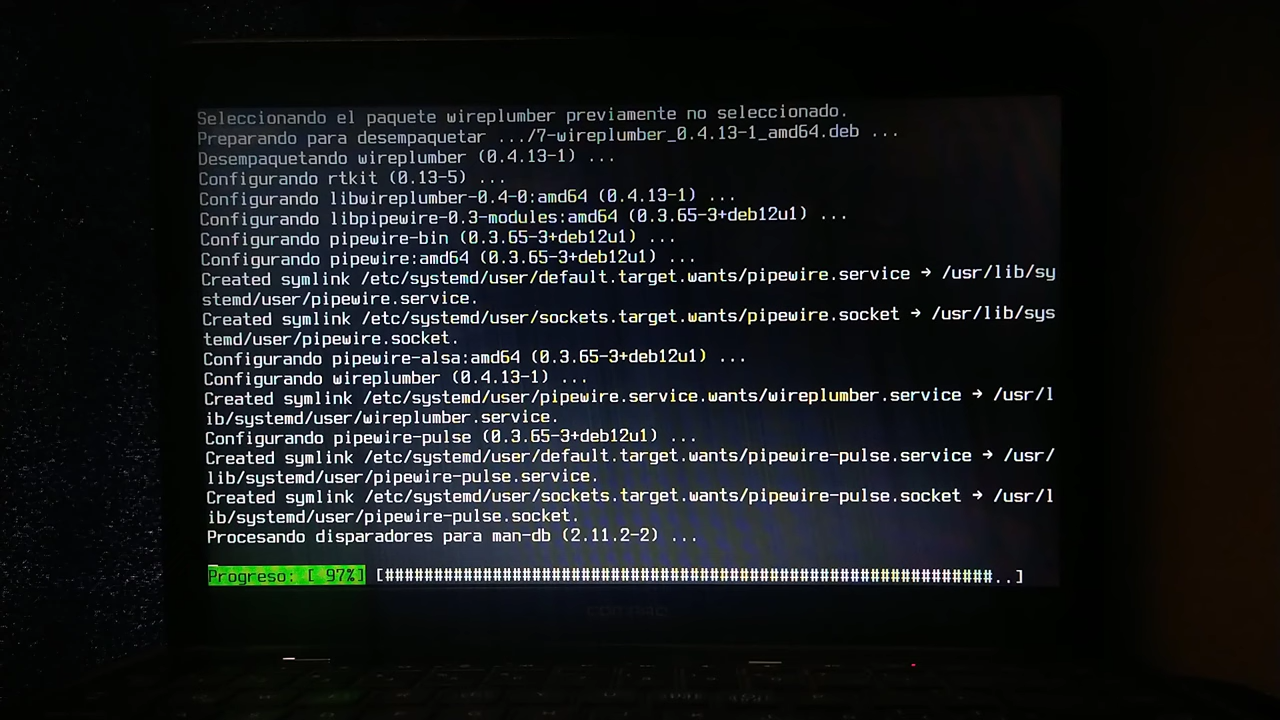 Seleccionando el paquete wireplumber previamente no seleccionado.
Preparando para desempaquetar .../7-wireplumber_0.4.13-1_amd64.deb ...
Desempaquetando wireplumber (0.4.13-1) ...
Configurando rtkit (0.13-5) ...
Configurando libwireplumber-0.4-0:amd64 (0.4.13-1) ...
Configurando libpipewire-0.3-modules:amd64 (0.3.65-3+deb12u1) ...
Configurando pipewire-bin (0.3.65-3+deb12u1) ...
Configurando pipewire:amd64 (0.3.65-3+deb12u1) ...
Created symlink /etc/systemd/user/default.target.wants/pipewire.service → /usr/lib/sy
stemd/user/pipewire.service.
Created symlink /etc/systemd/user/sockets.target.wants/pipewire.socket → /usr/lib/sys
temd/user/pipewire.socket.
Configurando pipewire-alsa:amd64 (0.3.65-3+deb12u1) ...
Configurando wireplumber (0.4.13-1) ...
Created symlink /etc/systemd/user/pipewire.service.wants/wireplumber.service → /usr/l
ib/systemd/user/wireplumber.service.
Configurando pipewire-pulse (0.3.65-3+deb12u1) ...
Created symlink /etc/systemd/user/default.target.wants/pipewire-pulse.service → /usr/
lib/systemd/user/pipewire-pulse.service.
Created symlink /etc/systemd/user/sockets.target.wants/pipewire-pulse.socket → /usr/l
ib/systemd/user/pipewire-pulse.socket.
Procesando disparadores para man-db (2.11.2-2) ...
Progreso: [ 97%] [##############################################################..]